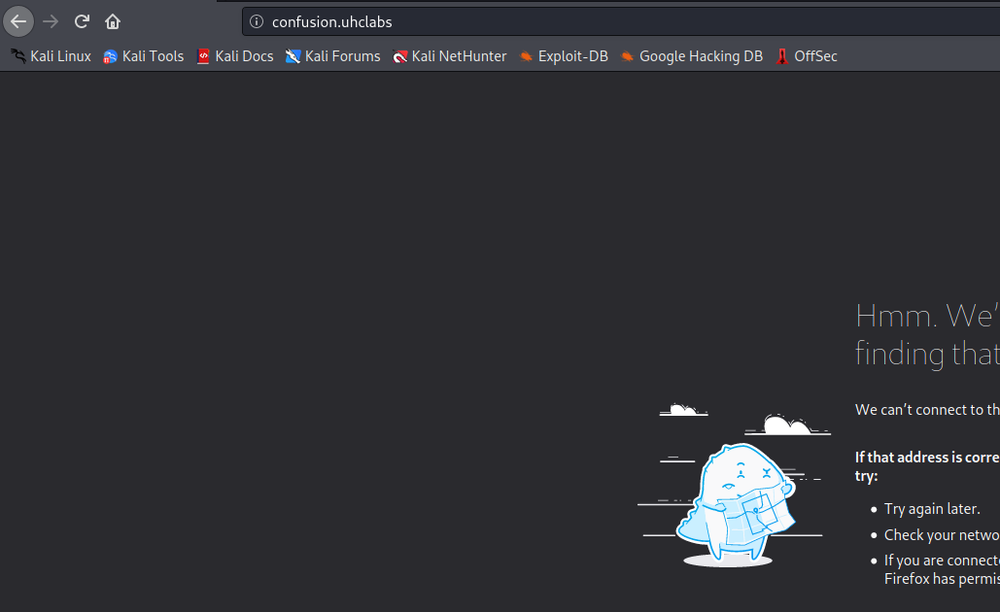 confusion.uhclabs
Kali Linux Kali Tools Kali Docs Kali Forums Kali NetHunter Exploit-DB Google Hacking DB OffSec
Hmm. We’
finding that
We can’t connect to th
If that address is corre
try:
Try again later.
Check your netwo
If you are connecte
Firefox has permis